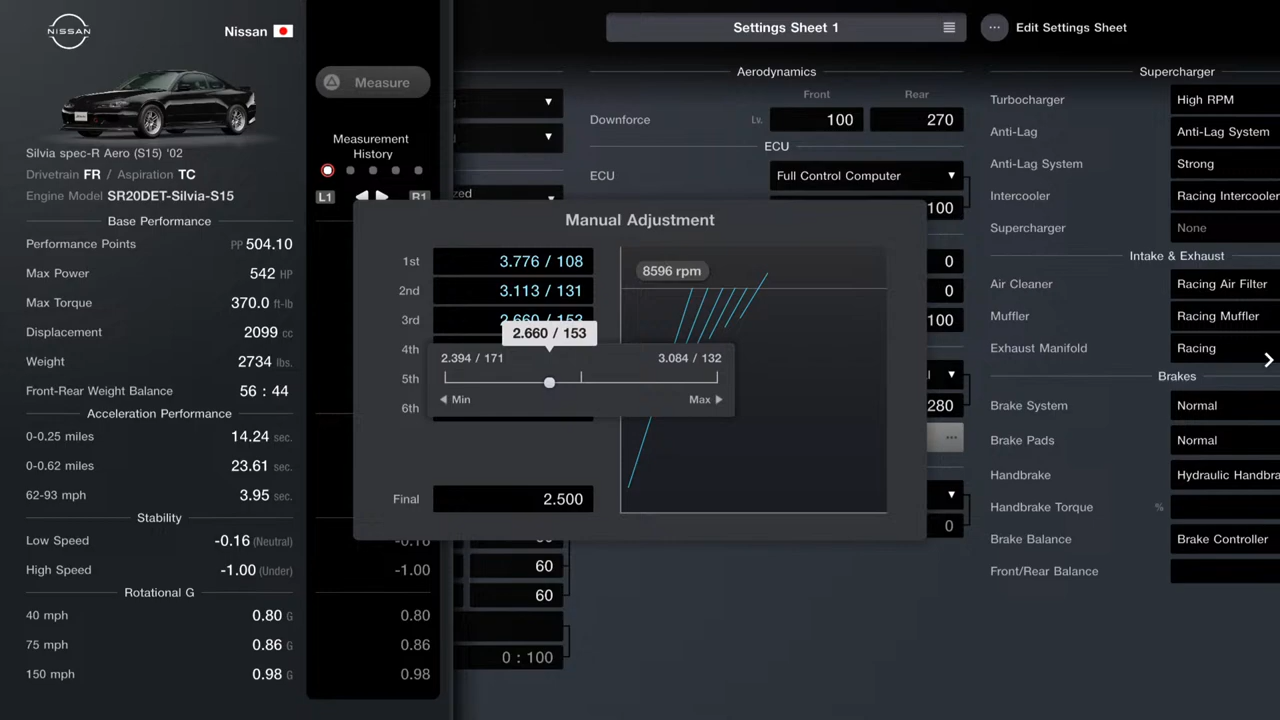 NISSAN
Nissan
Silvia spec-R Aero (S15) '02
Drivetrain FR / Aspiration TC
Engine Model SR20DET-Silvia-S15
Base Performance
Performance Points PP 504.10
Max Power 542 HP
Max Torque 370.0 ft-lb
Displacement 2099 cc
Weight 2734 lbs.
Front-Rear Weight Balance 56 : 44
Acceleration Performance
0-0.25 miles 14.24 sec.
0-0.62 miles 23.61 sec.
62-93 mph 3.95 sec.
Stability
Low Speed -0.16 (Neutral)
High Speed -1.00 (Under)
Rotational G
40 mph 0.80 G
75 mph 0.86 G
150 mph 0.98 G
Measure
Measurement
History
L1 R1
-0.16
-1.00
0.80
0.86
0.98
Settings Sheet 1
Edit Settings Sheet
Manual Adjustment
1st 3.776 / 108
2nd 3.113 / 131
3rd 2.660 / 153
2.660 / 153
4th
2.394 / 171 3.084 / 132
5th
Min Max
6th
Final 2.500
8596 rpm
60
60
0 : 100
Aerodynamics
Front Rear
Downforce Lv. 100 270
ECU
ECU Full Control Computer
100
0
0
100
280
0
Supercharger
Turbocharger High RPM
Anti-Lag Anti-Lag System
Anti-Lag System Strong
Intercooler Racing Intercooler
Supercharger None
Intake & Exhaust
Air Cleaner Racing Air Filter
Muffler Racing Muffler
Exhaust Manifold Racing
Brakes
Brake System Normal
Brake Pads Normal
Handbrake Hydraulic Handbra
Handbrake Torque %
Brake Balance Brake Controller
Front/Rear Balance